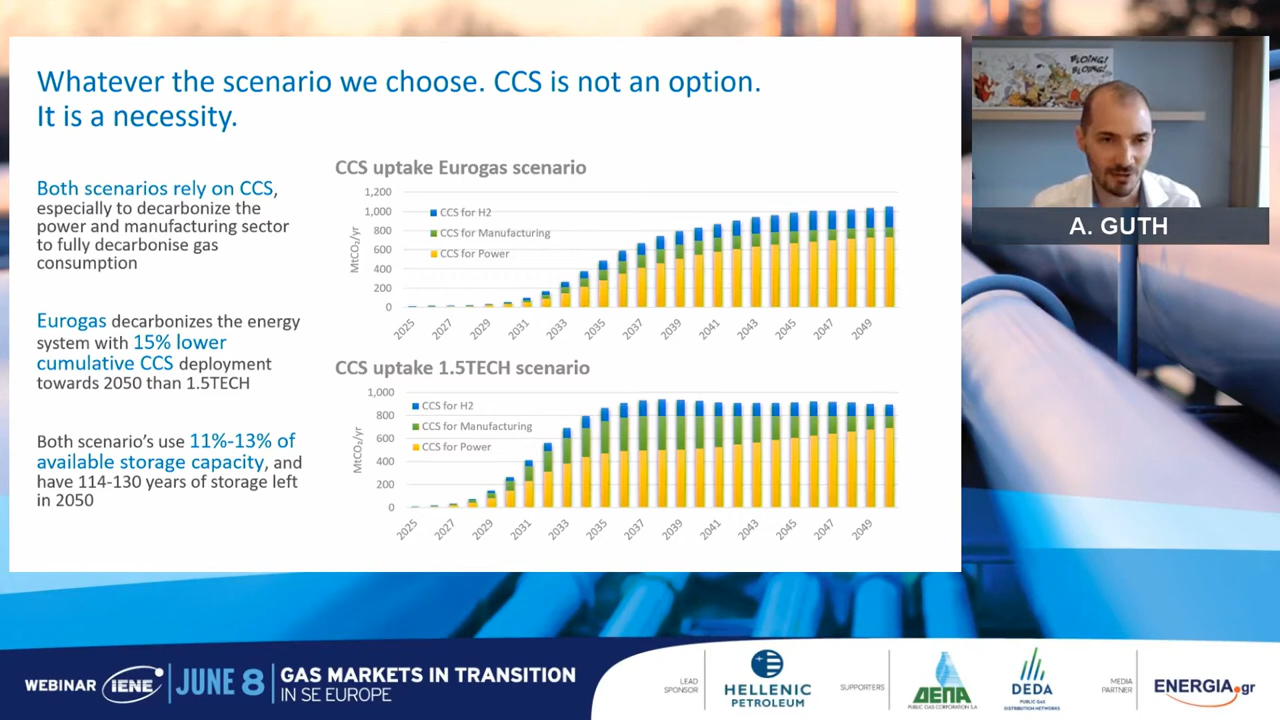 Whatever the scenario we choose. CCS is not an option.
It is a necessity.
Both scenarios rely on CCS,
especially to decarbonize the
power and manufacturing sector
to fully decarbonise gas
consumption
Eurogas decarbonizes the energy
system with 15% lower
cumulative CCS deployment
towards 2050 than 1.5TECH
Both scenario's use 11%-13% of
available storage capacity, and
have 114-130 years of storage left
in 2050
CCS uptake Eurogas scenario
MtCO₂/yr
1,200
1,000
800
600
400
200
0
CCS for H2
CCS for Manufacturing
CCS for Power
2025 2027 2029 2031 2033 2035 2037 2039 2041 2043 2045 2047 2049
CCS uptake 1.5TECH scenario
MtCO₂/yr
1,000
800
600
400
200
0
CCS for H2
CCS for Manufacturing
CCS for Power
2025 2027 2029 2031 2033 2035 2037 2039 2041 2043 2045 2047 2049
BLOING!
BLOING!
A. GUTH
WEBINAR IENE JUNE 8
GAS MARKETS IN TRANSITION
IN SE EUROPE
LEAD
SPONSOR
HELLENIC
PETROLEUM
SUPPORTERS
ΔΕΠΑ
PUBLIC GAS CORPORATION S.A
DEDA
PUBLIC GAS
DISTRIBUTION NETWORKS
MEDIA
PARTNER
ENERGIA.gr